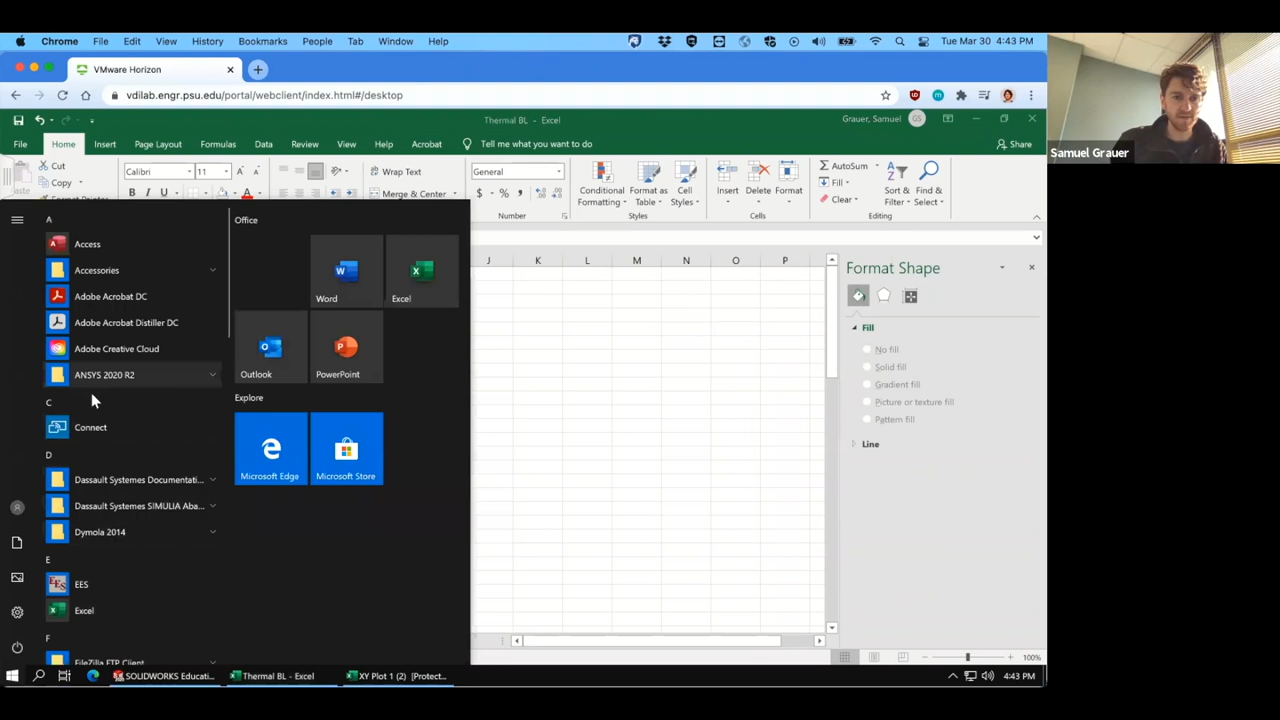 Chrome File Edit View History Bookmarks People Tab Window Help Tue Mar 30 4:43 PM
VMware Horizon
vdilab.engr.psu.edu/portal/webclient/index.html#/desktop
Thermal BL - Excel Grauer, Samuel GS
File Home Insert Page Layout Formulas Data Review View Help Acrobat Tell me what you want to do Share
Samuel Grauer
Cut
Copy
Calibri 11
B I U
Wrap Text
Merge & Center
General
$ % 9
Number
Conditional Formatting
Format as Table
Cell Styles
Styles
Insert Delete Format
Cells
AutoSum
Fill
Clear
Sort & Filter
Find & Select
Editing
J K L M N O P
A
Access
Accessories
Adobe Acrobat DC
Adobe Acrobat Distiller DC
Adobe Creative Cloud
ANSYS 2020 R2
C
Connect
D
Dassault Systemes Documentati...
Dassault Systemes SIMULIA Aba...
Dymola 2014
E
EES
Excel
F
FileZilla FTP Client
Office
Word
Excel
Outlook
PowerPoint
Explore
Microsoft Edge
Microsoft Store
Format Shape
Fill
No fill
Solid fill
Gradient fill
Picture or texture fill
Pattern fill
Line
100%
SOLIDWORKS Educati...
Thermal BL - Excel
XY Plot 1 (2) [Protect...
4:43 PM